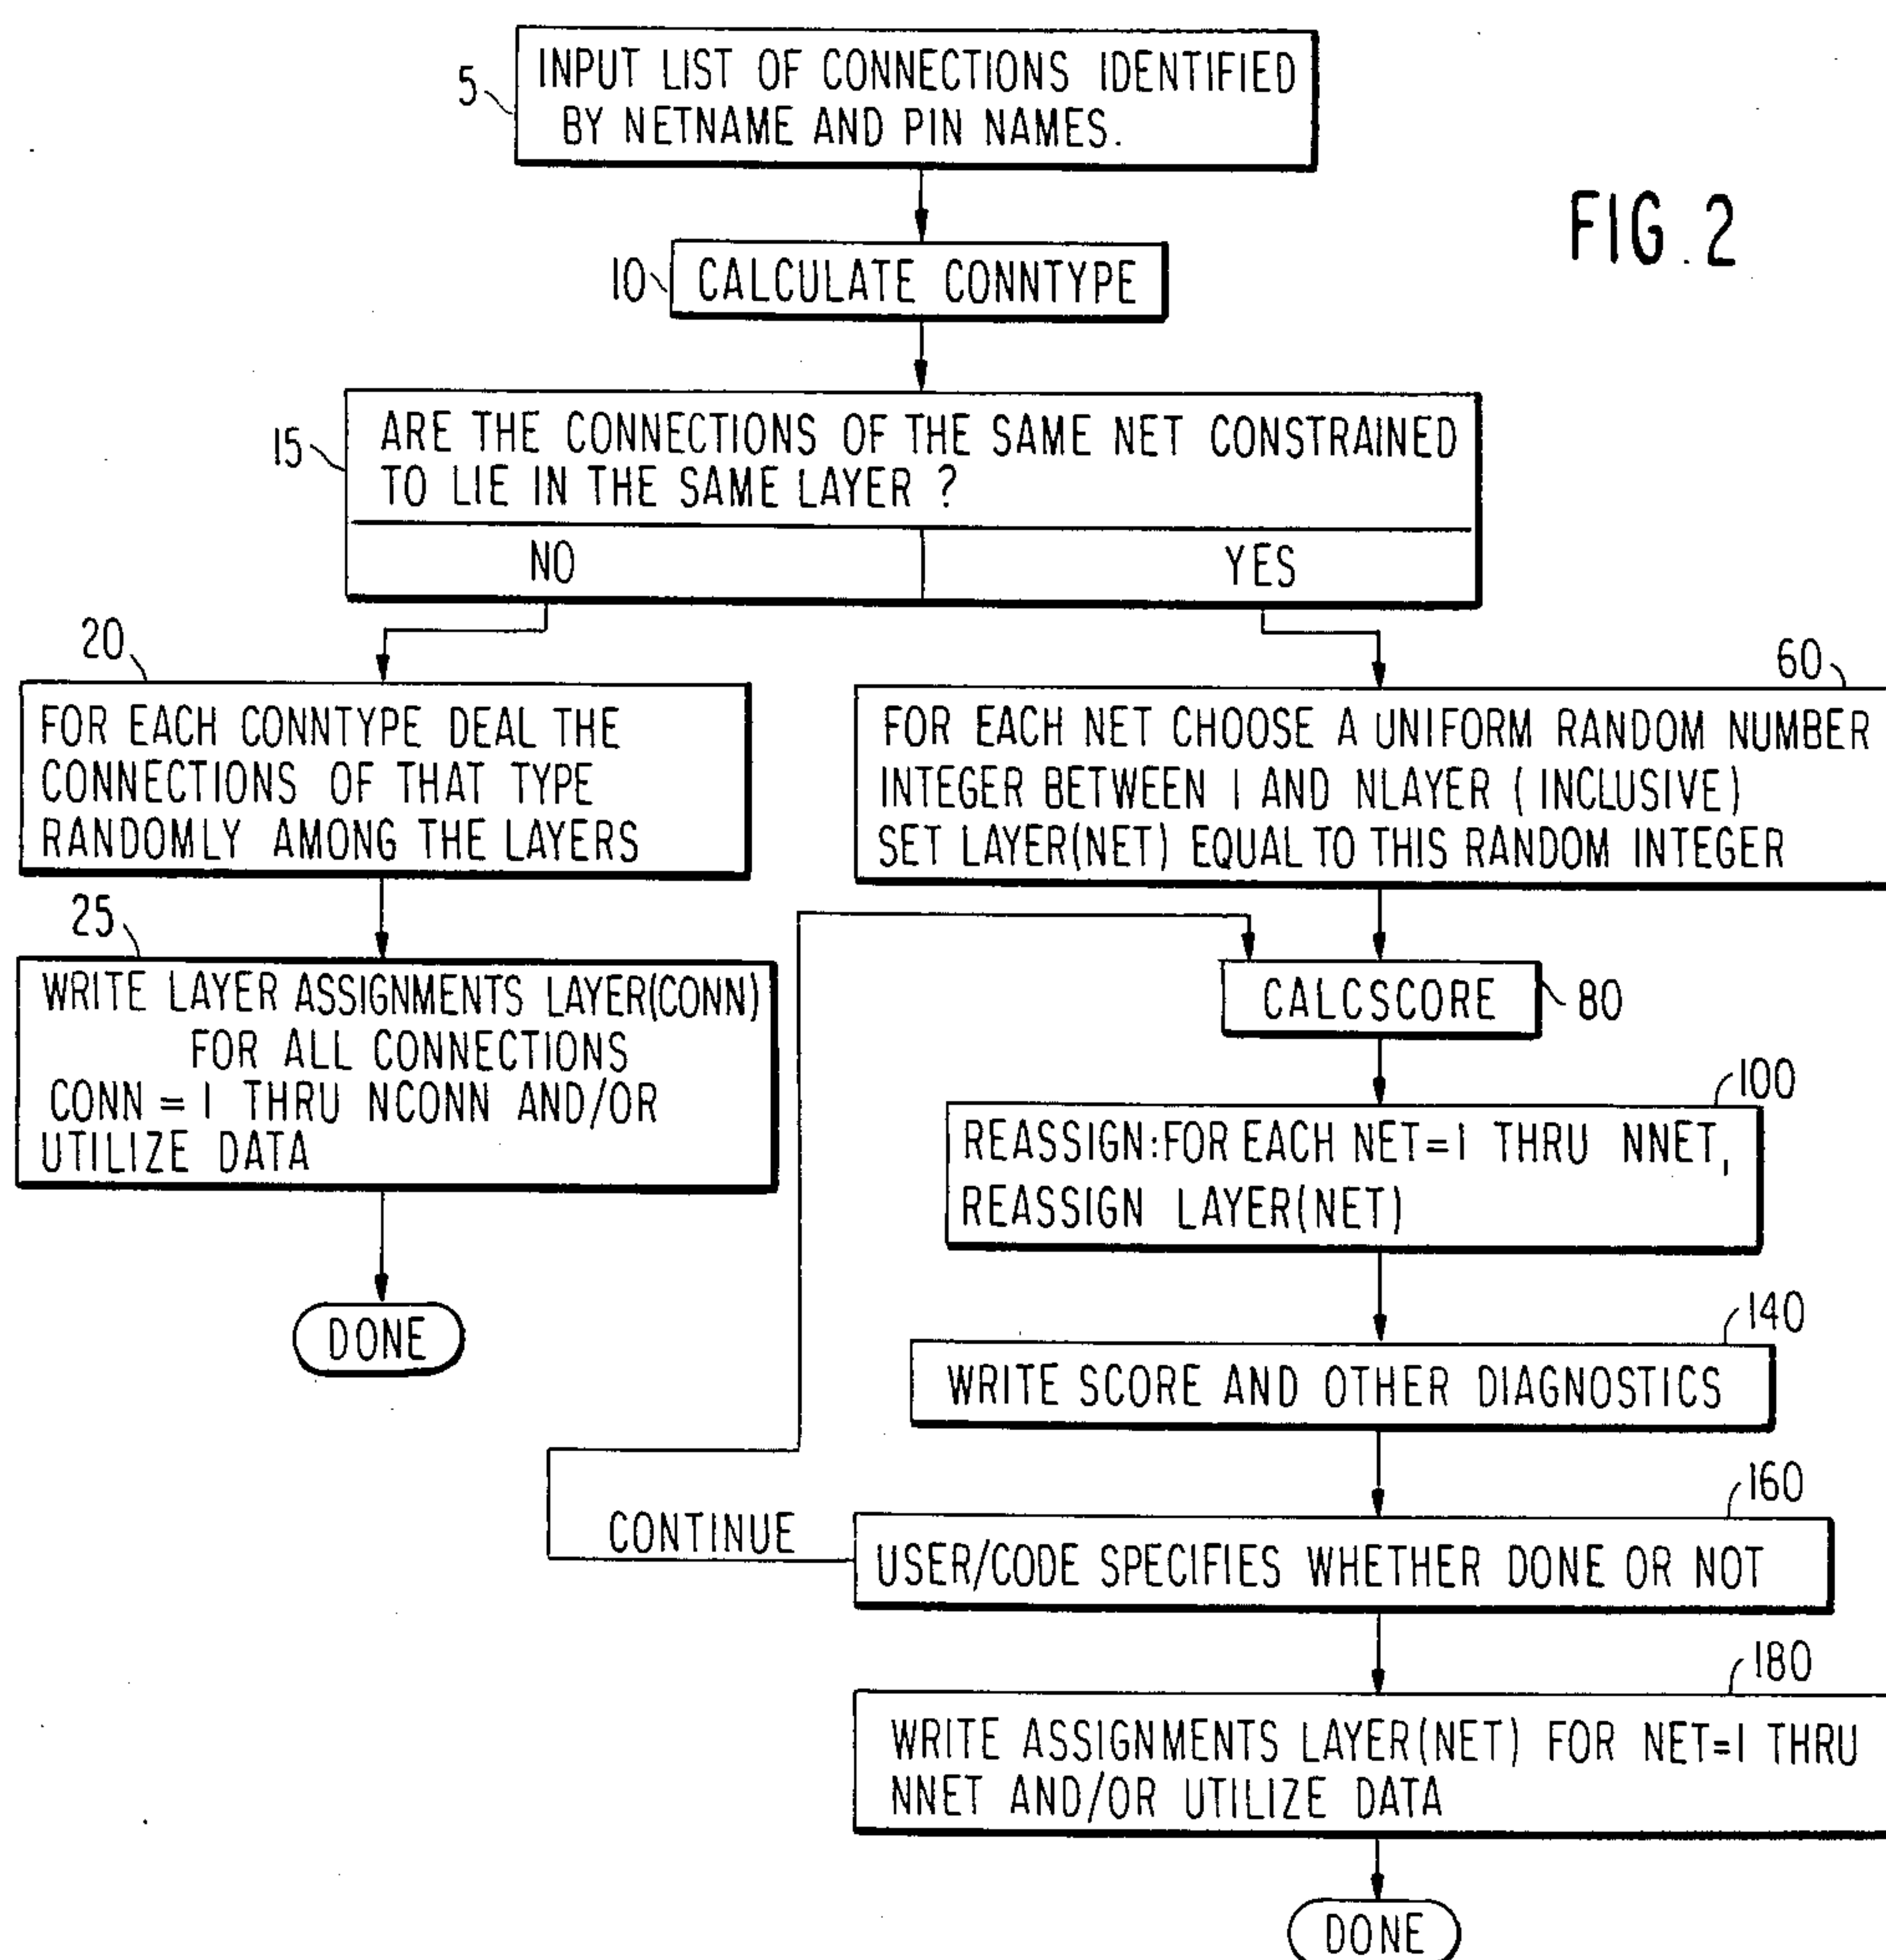 5
INPUT LIST OF CONNECTIONS IDENTIFIED
BY NETNAME AND PIN NAMES.
FIG. 2
10
CALCULATE CONNTYPE
15
ARE THE CONNECTIONS OF THE SAME NET CONSTRAINED
TO LIE IN THE SAME LAYER ?
NO
YES
20
FOR EACH CONNTYPE DEAL THE
CONNECTIONS OF THAT TYPE
RANDOMLY AMONG THE LAYERS
60
FOR EACH NET CHOOSE A UNIFORM RANDOM NUMBER
INTEGER BETWEEN 1 AND NLAYER (INCLUSIVE)
SET LAYER(NET) EQUAL TO THIS RANDOM INTEGER
25
WRITE LAYER ASSIGNMENTS LAYER(CONN)
FOR ALL CONNECTIONS
CONN = 1 THRU NCONN AND/OR
UTILIZE DATA
DONE
CALCSCORE
80
100
REASSIGN:FOR EACH NET=1 THRU NNET,
REASSIGN LAYER(NET)
140
WRITE SCORE AND OTHER DIAGNOSTICS
CONTINUE
160
USER/CODE SPECIFIES WHETHER DONE OR NOT
180
WRITE ASSIGNMENTS LAYER(NET) FOR NET=1 THRU
NNET AND/OR UTILIZE DATA
DONE